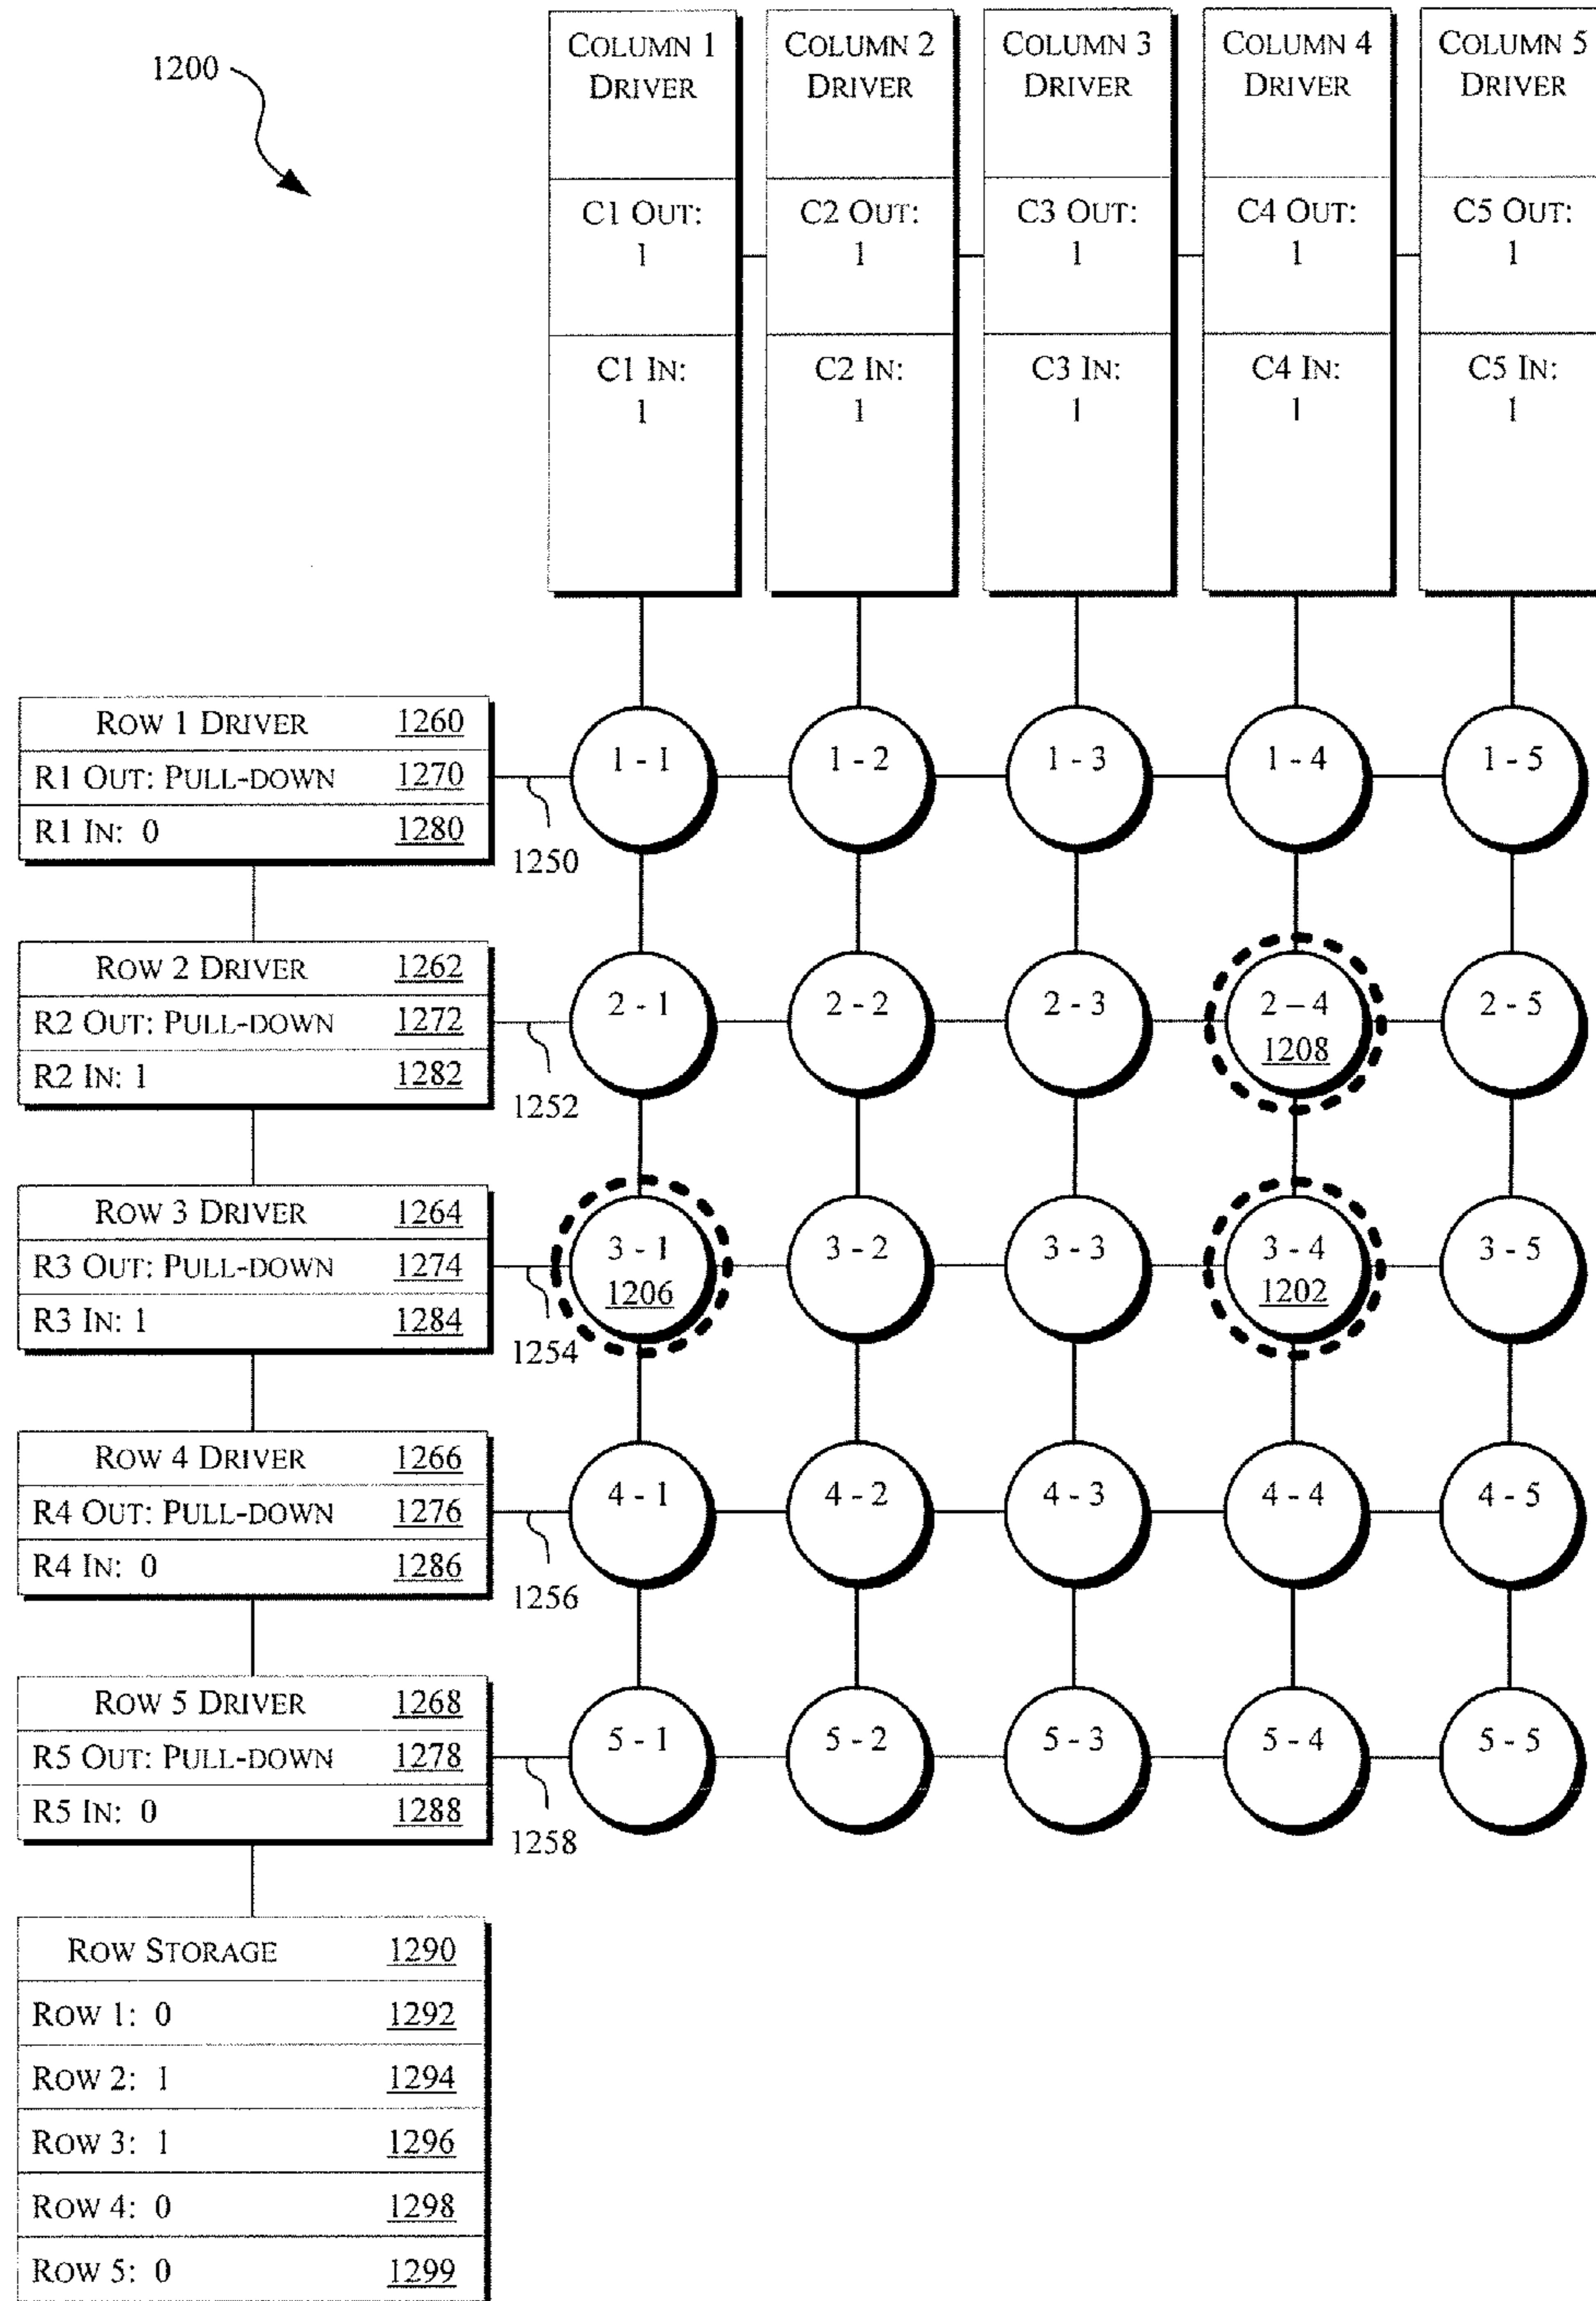 1200
COLUMN 1 DRIVER
C1 OUT: 1
C1 IN: 1
COLUMN 2 DRIVER
C2 OUT: 1
C2 IN: 1
COLUMN 3 DRIVER
C3 OUT: 1
C3 IN: 1
COLUMN 4 DRIVER
C4 OUT: 1
C4 IN: 1
COLUMN 5 DRIVER
C5 OUT: 1
C5 IN: 1
ROW 1 DRIVER 1260
R1 OUT: PULL-DOWN 1270
R1 IN: 0 1280
1250
1 - 1 1 - 2 1 - 3 1 - 4 1 - 5
ROW 2 DRIVER 1262
R2 OUT: PULL-DOWN 1272
R2 IN: 1 1282
1252
2 - 1 2 - 2 2 - 3 2 – 4 2 - 5
1208
ROW 3 DRIVER 1264
R3 OUT: PULL-DOWN 1274
R3 IN: 1 1284
1254
3 - 1 3 - 2 3 - 3 3 - 4 3 - 5
1206 1202
ROW 4 DRIVER 1266
R4 OUT: PULL-DOWN 1276
R4 IN: 0 1286
1256
4 - 1 4 - 2 4 - 3 4 - 4 4 - 5
ROW 5 DRIVER 1268
R5 OUT: PULL-DOWN 1278
R5 IN: 0 1288
1258
5 - 1 5 - 2 5 - 3 5 - 4 5 - 5
ROW STORAGE 1290
ROW 1: 0 1292
ROW 2: 1 1294
ROW 3: 1 1296
ROW 4: 0 1298
ROW 5: 0 1299